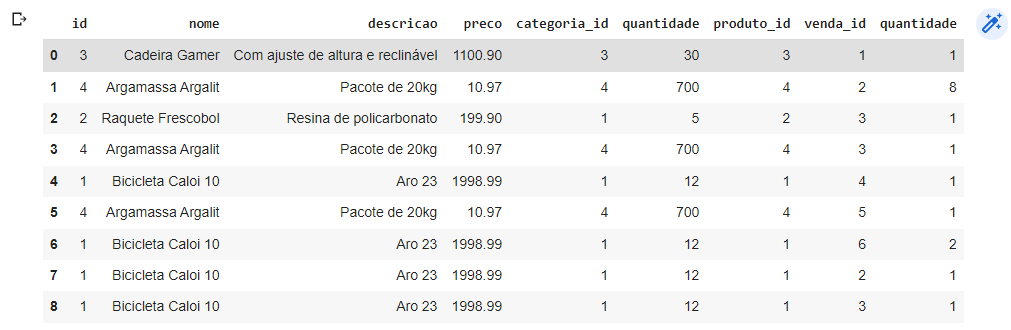 id nome descricao preco categoria_id quantidade produto_id venda_id quantidade
0 3 Cadeira Gamer Com ajuste de altura e reclinável 1100.90 3 30 3 1 1
1 4 Argamassa Argalit Pacote de 20kg 10.97 4 700 4 2 8
2 2 Raquete Frescobol Resina de policarbonato 199.90 1 5 2 3 1
3 4 Argamassa Argalit Pacote de 20kg 10.97 4 700 4 3 1
4 1 Bicicleta Caloi 10 Aro 23 1998.99 1 12 1 4 1
5 4 Argamassa Argalit Pacote de 20kg 10.97 4 700 4 5 1
6 1 Bicicleta Caloi 10 Aro 23 1998.99 1 12 1 6 2
7 1 Bicicleta Caloi 10 Aro 23 1998.99 1 12 1 2 1
8 1 Bicicleta Caloi 10 Aro 23 1998.99 1 12 1 3 1